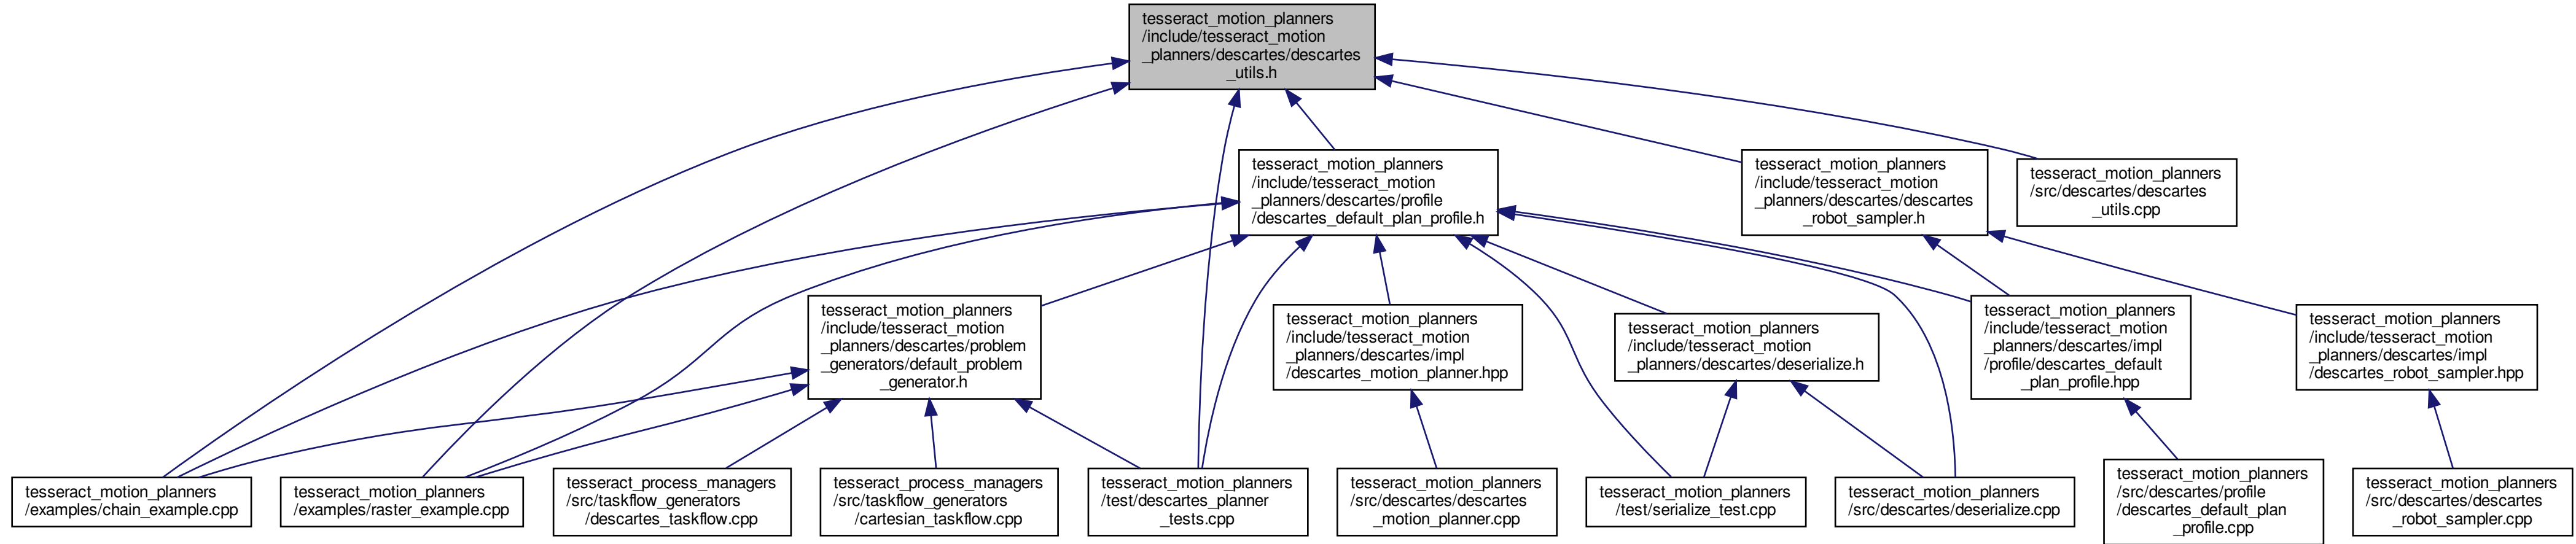 tesseract_motion_planners
/include/tesseract_motion
_planners/descartes/descartes
_utils.h
tesseract_motion_planners
/include/tesseract_motion
_planners/descartes/profile
/descartes_default_plan_profile.h
tesseract_motion_planners
/include/tesseract_motion
_planners/descartes/descartes
_robot_sampler.h
tesseract_motion_planners
/src/descartes/descartes
_utils.cpp
tesseract_motion_planners
/include/tesseract_motion
_planners/descartes/problem
_generators/default_problem
_generator.h
tesseract_motion_planners
/include/tesseract_motion
_planners/descartes/impl
/descartes_motion_planner.hpp
tesseract_motion_planners
/include/tesseract_motion
_planners/descartes/deserialize.h
tesseract_motion_planners
/include/tesseract_motion
_planners/descartes/impl
/profile/descartes_default
_plan_profile.hpp
tesseract_motion_planners
/include/tesseract_motion
_planners/descartes/impl
/descartes_robot_sampler.hpp
tesseract_motion_planners
/examples/chain_example.cpp
tesseract_motion_planners
/examples/raster_example.cpp
tesseract_process_managers
/src/taskflow_generators
/descartes_taskflow.cpp
tesseract_process_managers
/src/taskflow_generators
/cartesian_taskflow.cpp
tesseract_motion_planners
/test/descartes_planner
_tests.cpp
tesseract_motion_planners
/src/descartes/descartes
_motion_planner.cpp
tesseract_motion_planners
/test/serialize_test.cpp
tesseract_motion_planners
/src/descartes/deserialize.cpp
tesseract_motion_planners
/src/descartes/profile
/descartes_default_plan
_profile.cpp
tesseract_motion_planners
/src/descartes/descartes
_robot_sampler.cpp